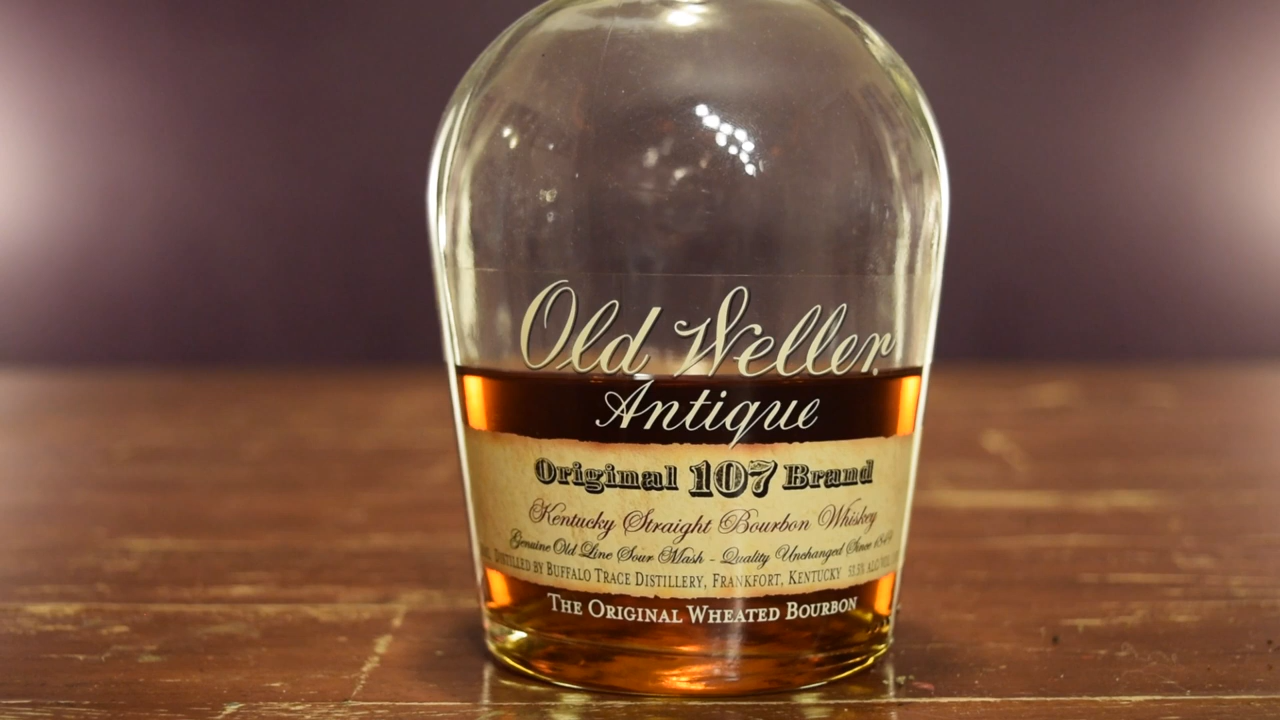 Old Weller
Antique
Original 107 Brand
Kentucky Straight Bourbon Whiskey
Genuine Old Line Sour Mash - Quality Unchanged Since 1849
Distilled by Buffalo Trace Distillery, Frankfort, Kentucky 53.5% Alc
The Original Wheated Bourbon